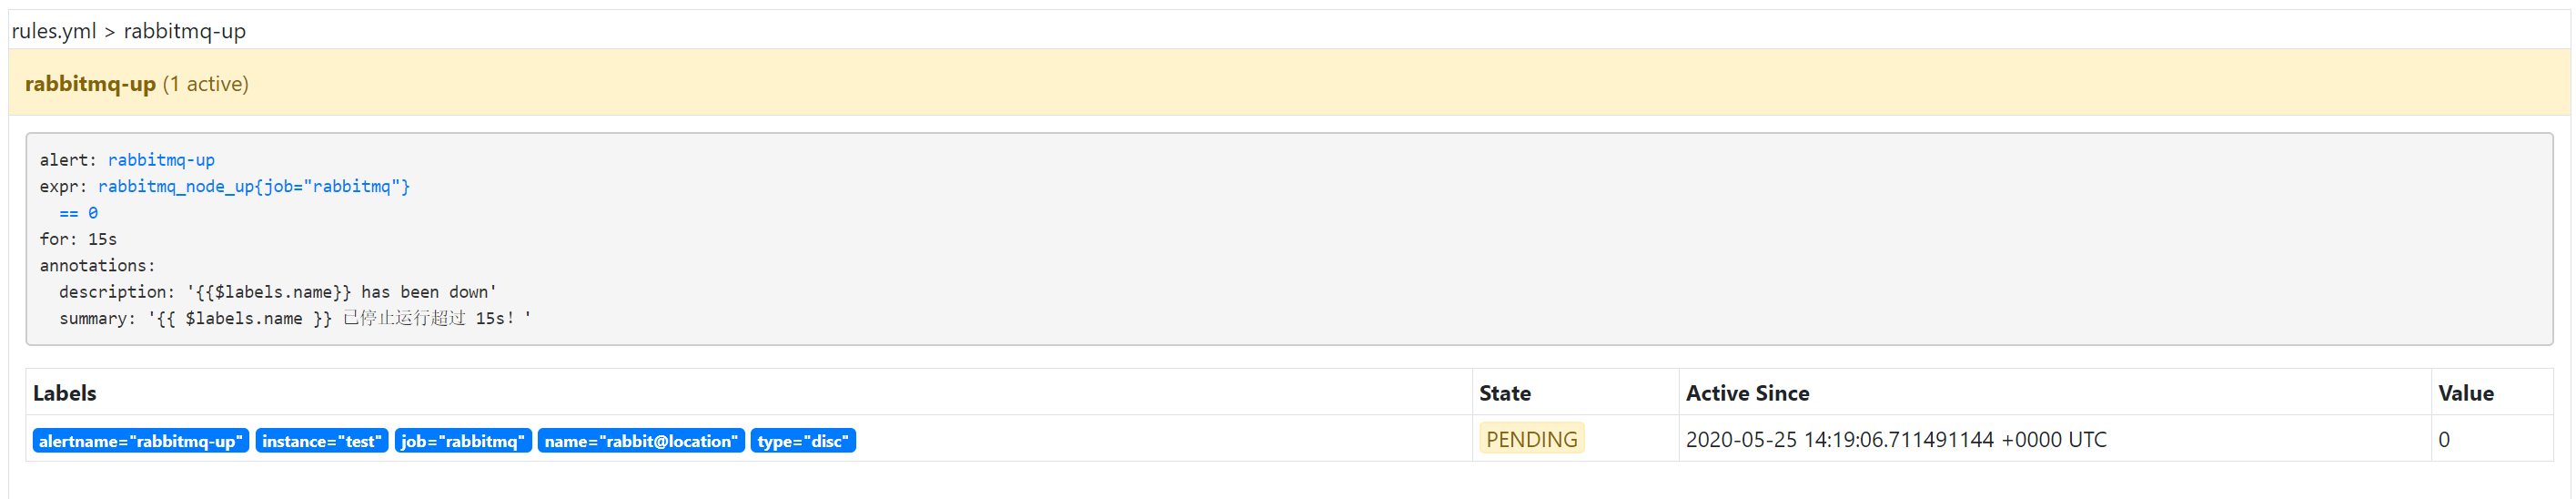 rules.yml > rabbitmq-up
rabbitmq-up (1 active)
alert: rabbitmq-up
expr: rabbitmq_node_up{job="rabbitmq"}
  == 0
for: 15s
annotations:
  description: '{{$labels.name}} has been down'
  summary: '{{ $labels.name }} 已停止运行超过 15s！'
Labels State Active Since Value
alertname="rabbitmq-up" instance="test" job="rabbitmq" name="rabbit@location" type="disc" PENDING 2020-05-25 14:19:06.711491144 +0000 UTC 0